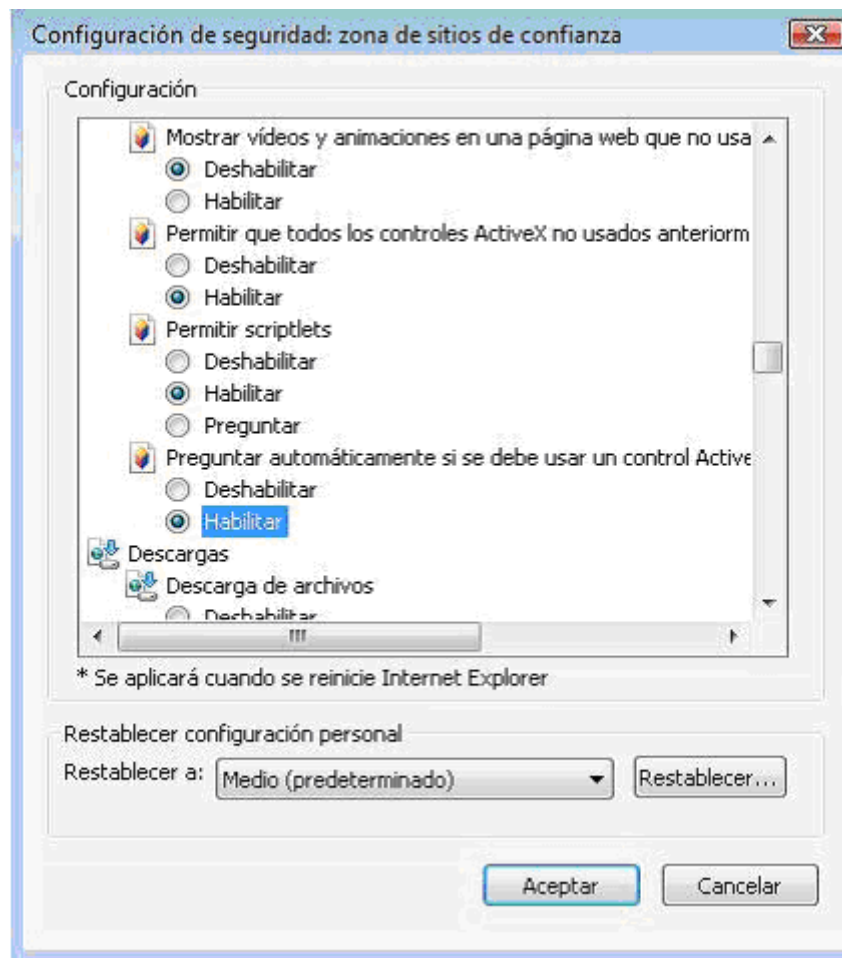 Configuración de seguridad: zona de sitios de confianza
Configuración
Mostrar vídeos y animaciones en una página web que no usa
Deshabilitar
Habilitar
Permitir que todos los controles ActiveX no usados anteriorm
Deshabilitar
Habilitar
Permitir scriptlets
Deshabilitar
Habilitar
Preguntar
Preguntar automáticamente si se debe usar un control Active
Deshabilitar
Habilitar
Descargas
Descarga de archivos
Deshabilitar
* Se aplicará cuando se reinicie Internet Explorer
Restablecer configuración personal
Restablecer a: Medio (predeterminado) Restablecer...
Aceptar Cancelar